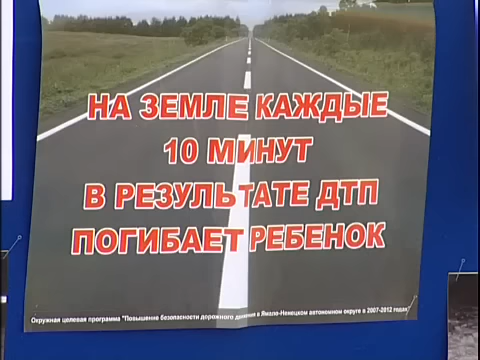 НА ЗЕМЛЕ КАЖДЫЕ
10 МИНУТ
В РЕЗУЛЬТАТЕ ДТП
ПОГИБАЕТ РЕБЕНОК
Окружная целевая программа "Повышение безопасности дорожного движения в Ямало-Ненецком автономном округе в 2007-2012 годах"